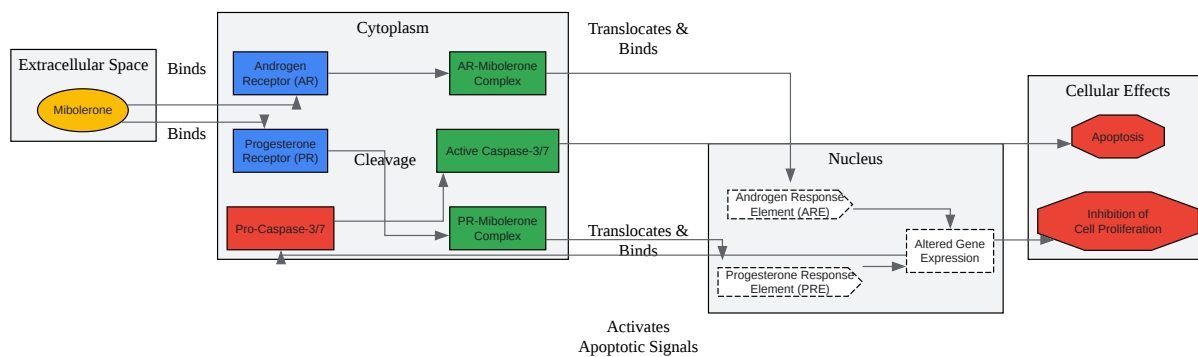 Extracellular Space
Mibolerone
Binds
Binds
Cytoplasm
Androgen
Receptor (AR)
AR-Mibolerone
Complex
Progesterone
Receptor (PR)
Cleavage
Active Caspase-3/7
Pro-Caspase-3/7
PR-Mibolerone
Complex
Translocates &
Binds
Translocates &
Binds
Nucleus
Androgen Response
Element (ARE)
Altered Gene
Expression
Progesterone Response
Element (PRE)
Cellular Effects
Apoptosis
Inhibition of
Cell Proliferation
Activates
Apoptotic Signals